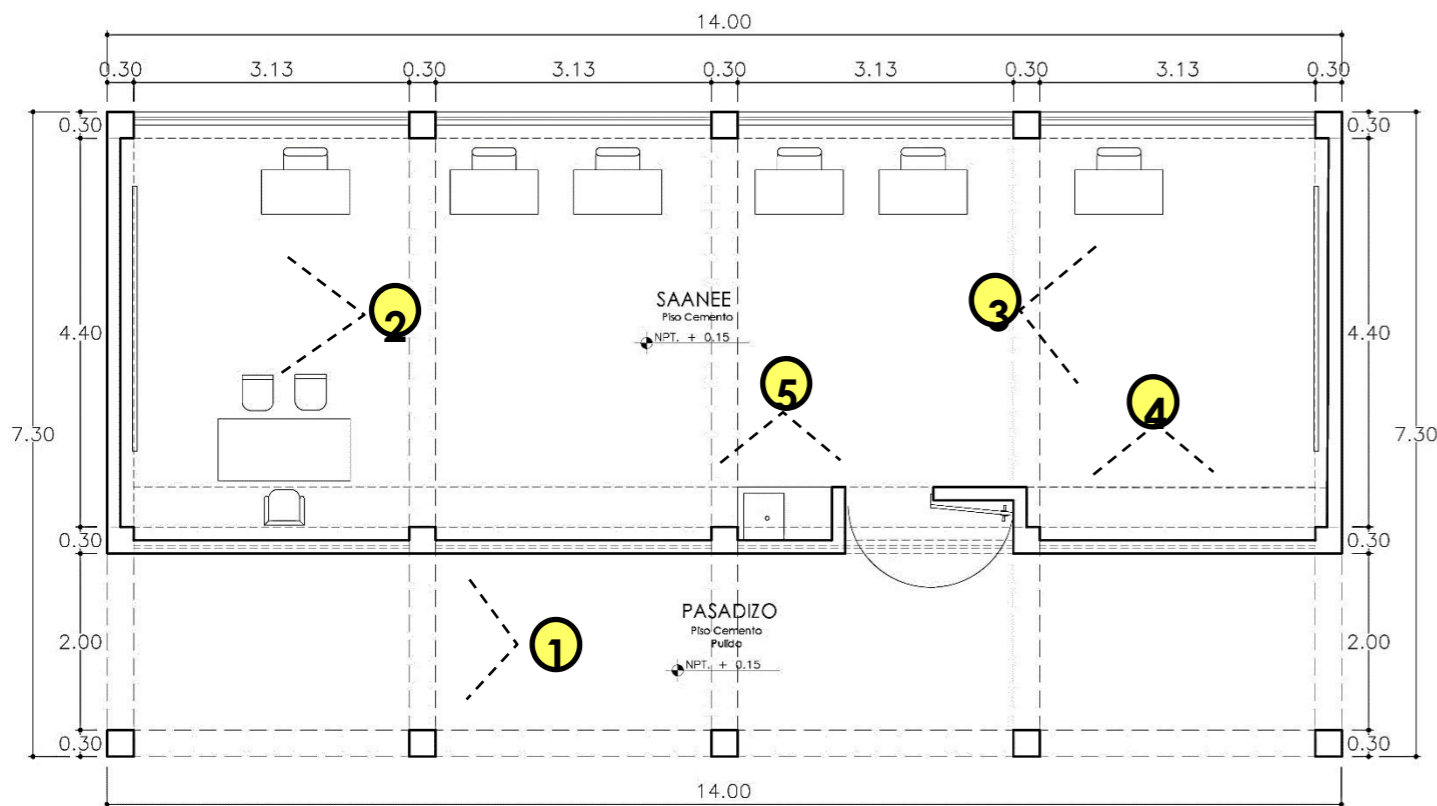 14.00
0.30 3.13 0.30 3.13 0.30 3.13 0.30 3.13 0.30
0.30 0.30
SAANEE
Piso Cemento
NPT. + 0.15
2
3
4.40 4.40
5
4
7.30 7.30
0.30 0.30
PASADIZO
Piso Cemento
Pulido
NPT. + 0.15
1
2.00 2.00
0.30 0.30
14.00